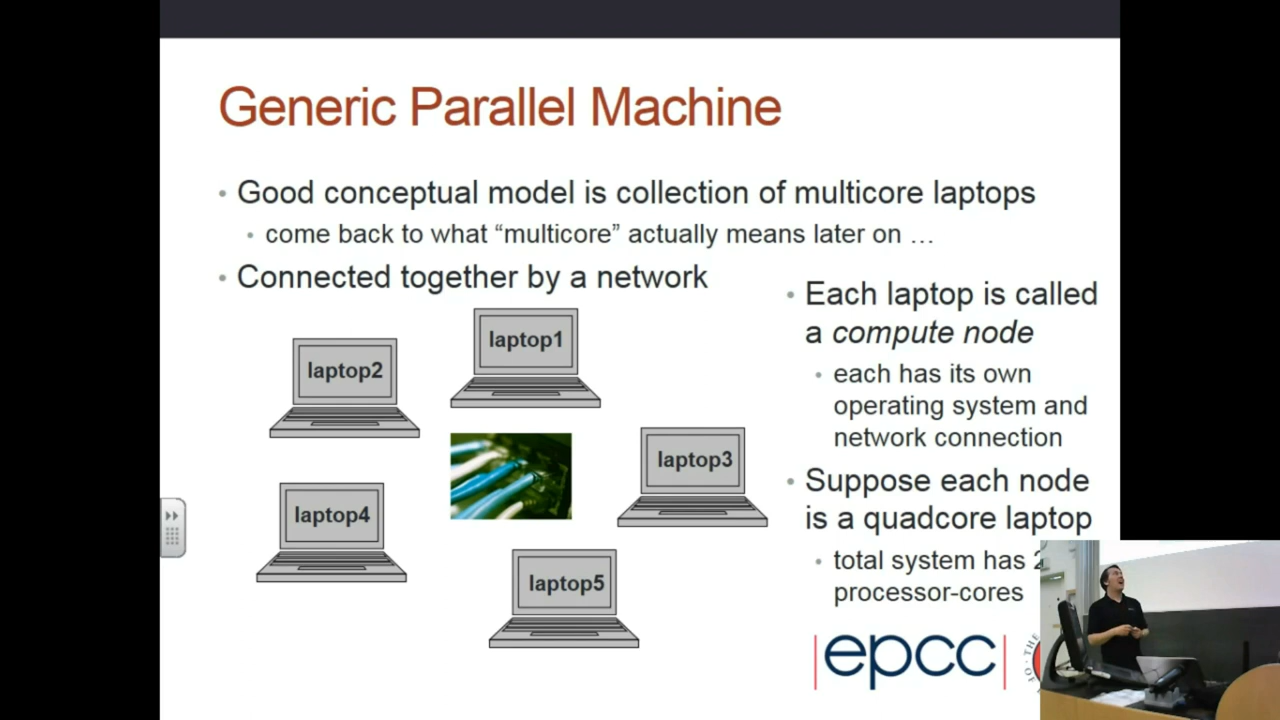 Generic Parallel Machine
• Good conceptual model is collection of multicore laptops
• come back to what “multicore” actually means later on …
• Connected together by a network
laptop1
laptop2
laptop3
laptop4
laptop5
• Each laptop is called
a compute node
• each has its own
operating system and
network connection
• Suppose each node
is a quadcore laptop
• total system has
processor-cores
|epcc|